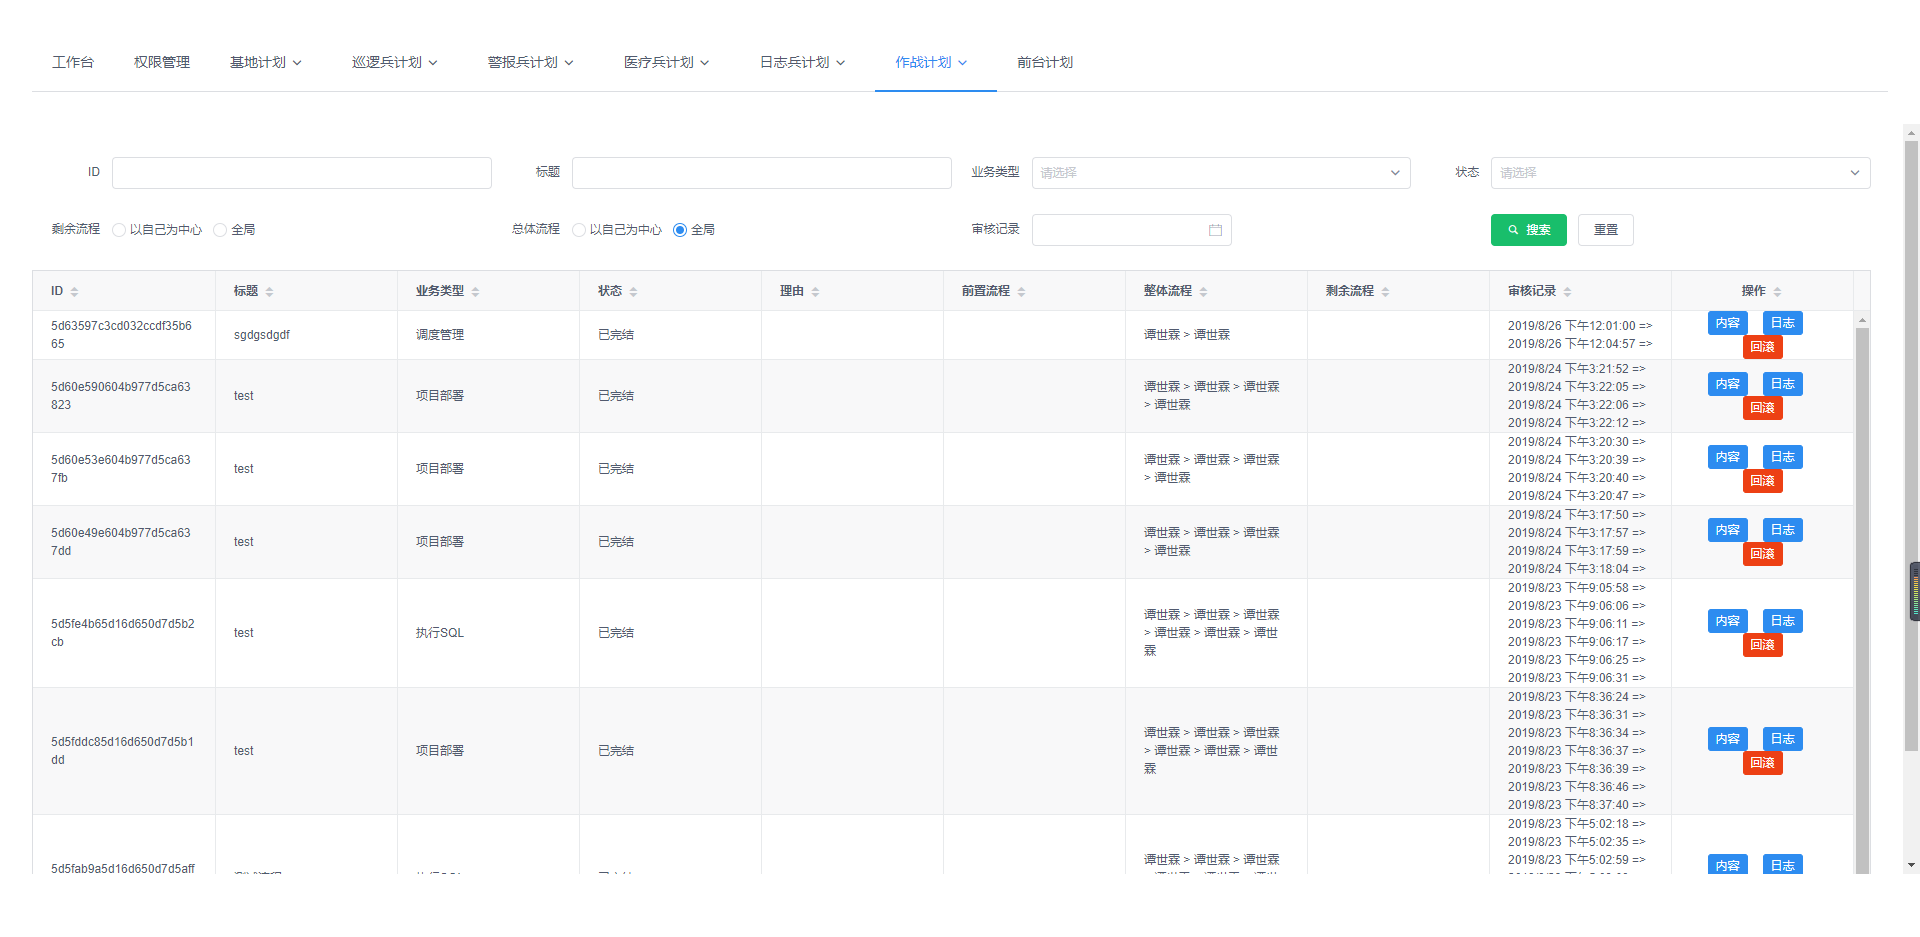 工作台 权限管理 基地计划 巡逻兵计划 警报兵计划 医疗兵计划 日志兵计划 作战计划 前台计划
ID 标题 业务类型 请选择 状态 请选择
剩余流程 以自己为中心 全局 总体流程 以自己为中心 全局 审核记录 搜索 重置
ID 标题 业务类型 状态 理由 前置流程 整体流程 剩余流程 审核记录 操作
5d63597c3cd032ccdf35b6
65
sgdgsdgdf
调度管理
已完结
谭世霖 > 谭世霖
2019/8/26 下午12:01:00 =>
2019/8/26 下午12:04:57 =>
内容 日志
回滚
5d60e590604b977d5ca63
823
test
项目部署
已完结
谭世霖 > 谭世霖 > 谭世霖
> 谭世霖
2019/8/24 下午3:21:52 =>
2019/8/24 下午3:22:05 =>
2019/8/24 下午3:22:06 =>
2019/8/24 下午3:22:12 =>
内容 日志
回滚
5d60e53e604b977d5ca63
7fb
test
项目部署
已完结
谭世霖 > 谭世霖 > 谭世霖
> 谭世霖
2019/8/24 下午3:20:30 =>
2019/8/24 下午3:20:39 =>
2019/8/24 下午3:20:40 =>
2019/8/24 下午3:20:47 =>
内容 日志
回滚
5d60e49e604b977d5ca63
7dd
test
项目部署
已完结
谭世霖 > 谭世霖 > 谭世霖
> 谭世霖
2019/8/24 下午3:17:50 =>
2019/8/24 下午3:17:57 =>
2019/8/24 下午3:17:59 =>
2019/8/24 下午3:18:04 =>
内容 日志
回滚
5d5fe4b65d16d650d7d5b2
cb
test
执行SQL
已完结
谭世霖 > 谭世霖 > 谭世霖
> 谭世霖 > 谭世霖 > 谭世
霖
2019/8/23 下午9:05:58 =>
2019/8/23 下午9:06:06 =>
2019/8/23 下午9:06:11 =>
2019/8/23 下午9:06:17 =>
2019/8/23 下午9:06:25 =>
2019/8/23 下午9:06:31 =>
内容 日志
回滚
5d5fddc85d16d650d7d5b1
dd
test
项目部署
已完结
谭世霖 > 谭世霖 > 谭世霖
> 谭世霖 > 谭世霖 > 谭世
霖
2019/8/23 下午8:36:24 =>
2019/8/23 下午8:36:31 =>
2019/8/23 下午8:36:34 =>
2019/8/23 下午8:36:37 =>
2019/8/23 下午8:36:39 =>
2019/8/23 下午8:36:46 =>
2019/8/23 下午8:37:40 =>
内容 日志
回滚
5d5fab9a5d16d650d7d5aff
谭世霖 > 谭世霖 > 谭世霖
2019/8/23 下午5:02:18 =>
2019/8/23 下午5:02:35 =>
2019/8/23 下午5:02:59 =>
内容 日志